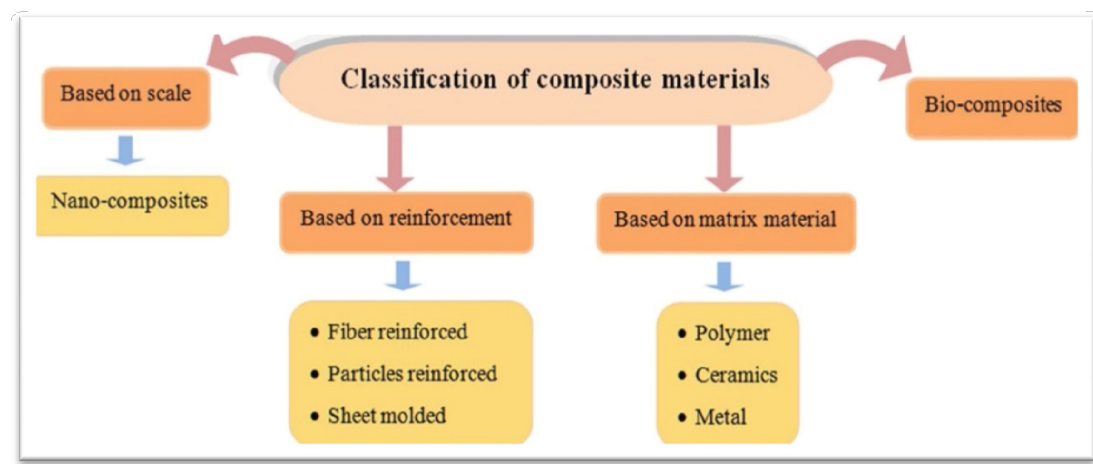 Classification of composite materials
Based on scale
Nano-composites
Based on reinforcement
• Fiber reinforced
• Particles reinforced
• Sheet molded
Based on matrix material
• Polymer
• Ceramics
• Metal
Bio-composites